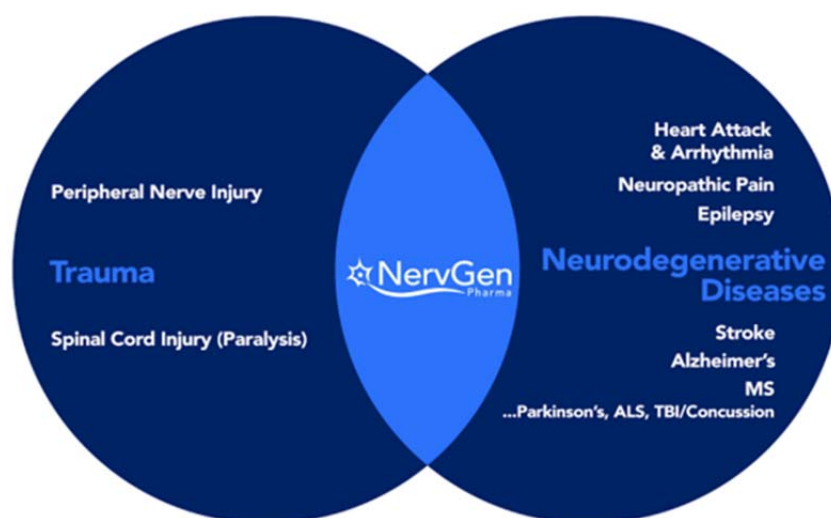 Peripheral Nerve Injury
Trauma
Spinal Cord Injury (Paralysis)
NervGen
Pharma
Heart Attack
& Arrhythmia
Neuropathic Pain
Epilepsy
Neurodegenerative
Diseases
Stroke
Alzheimer's
MS
...Parkinson's, ALS, TBI/Concussion